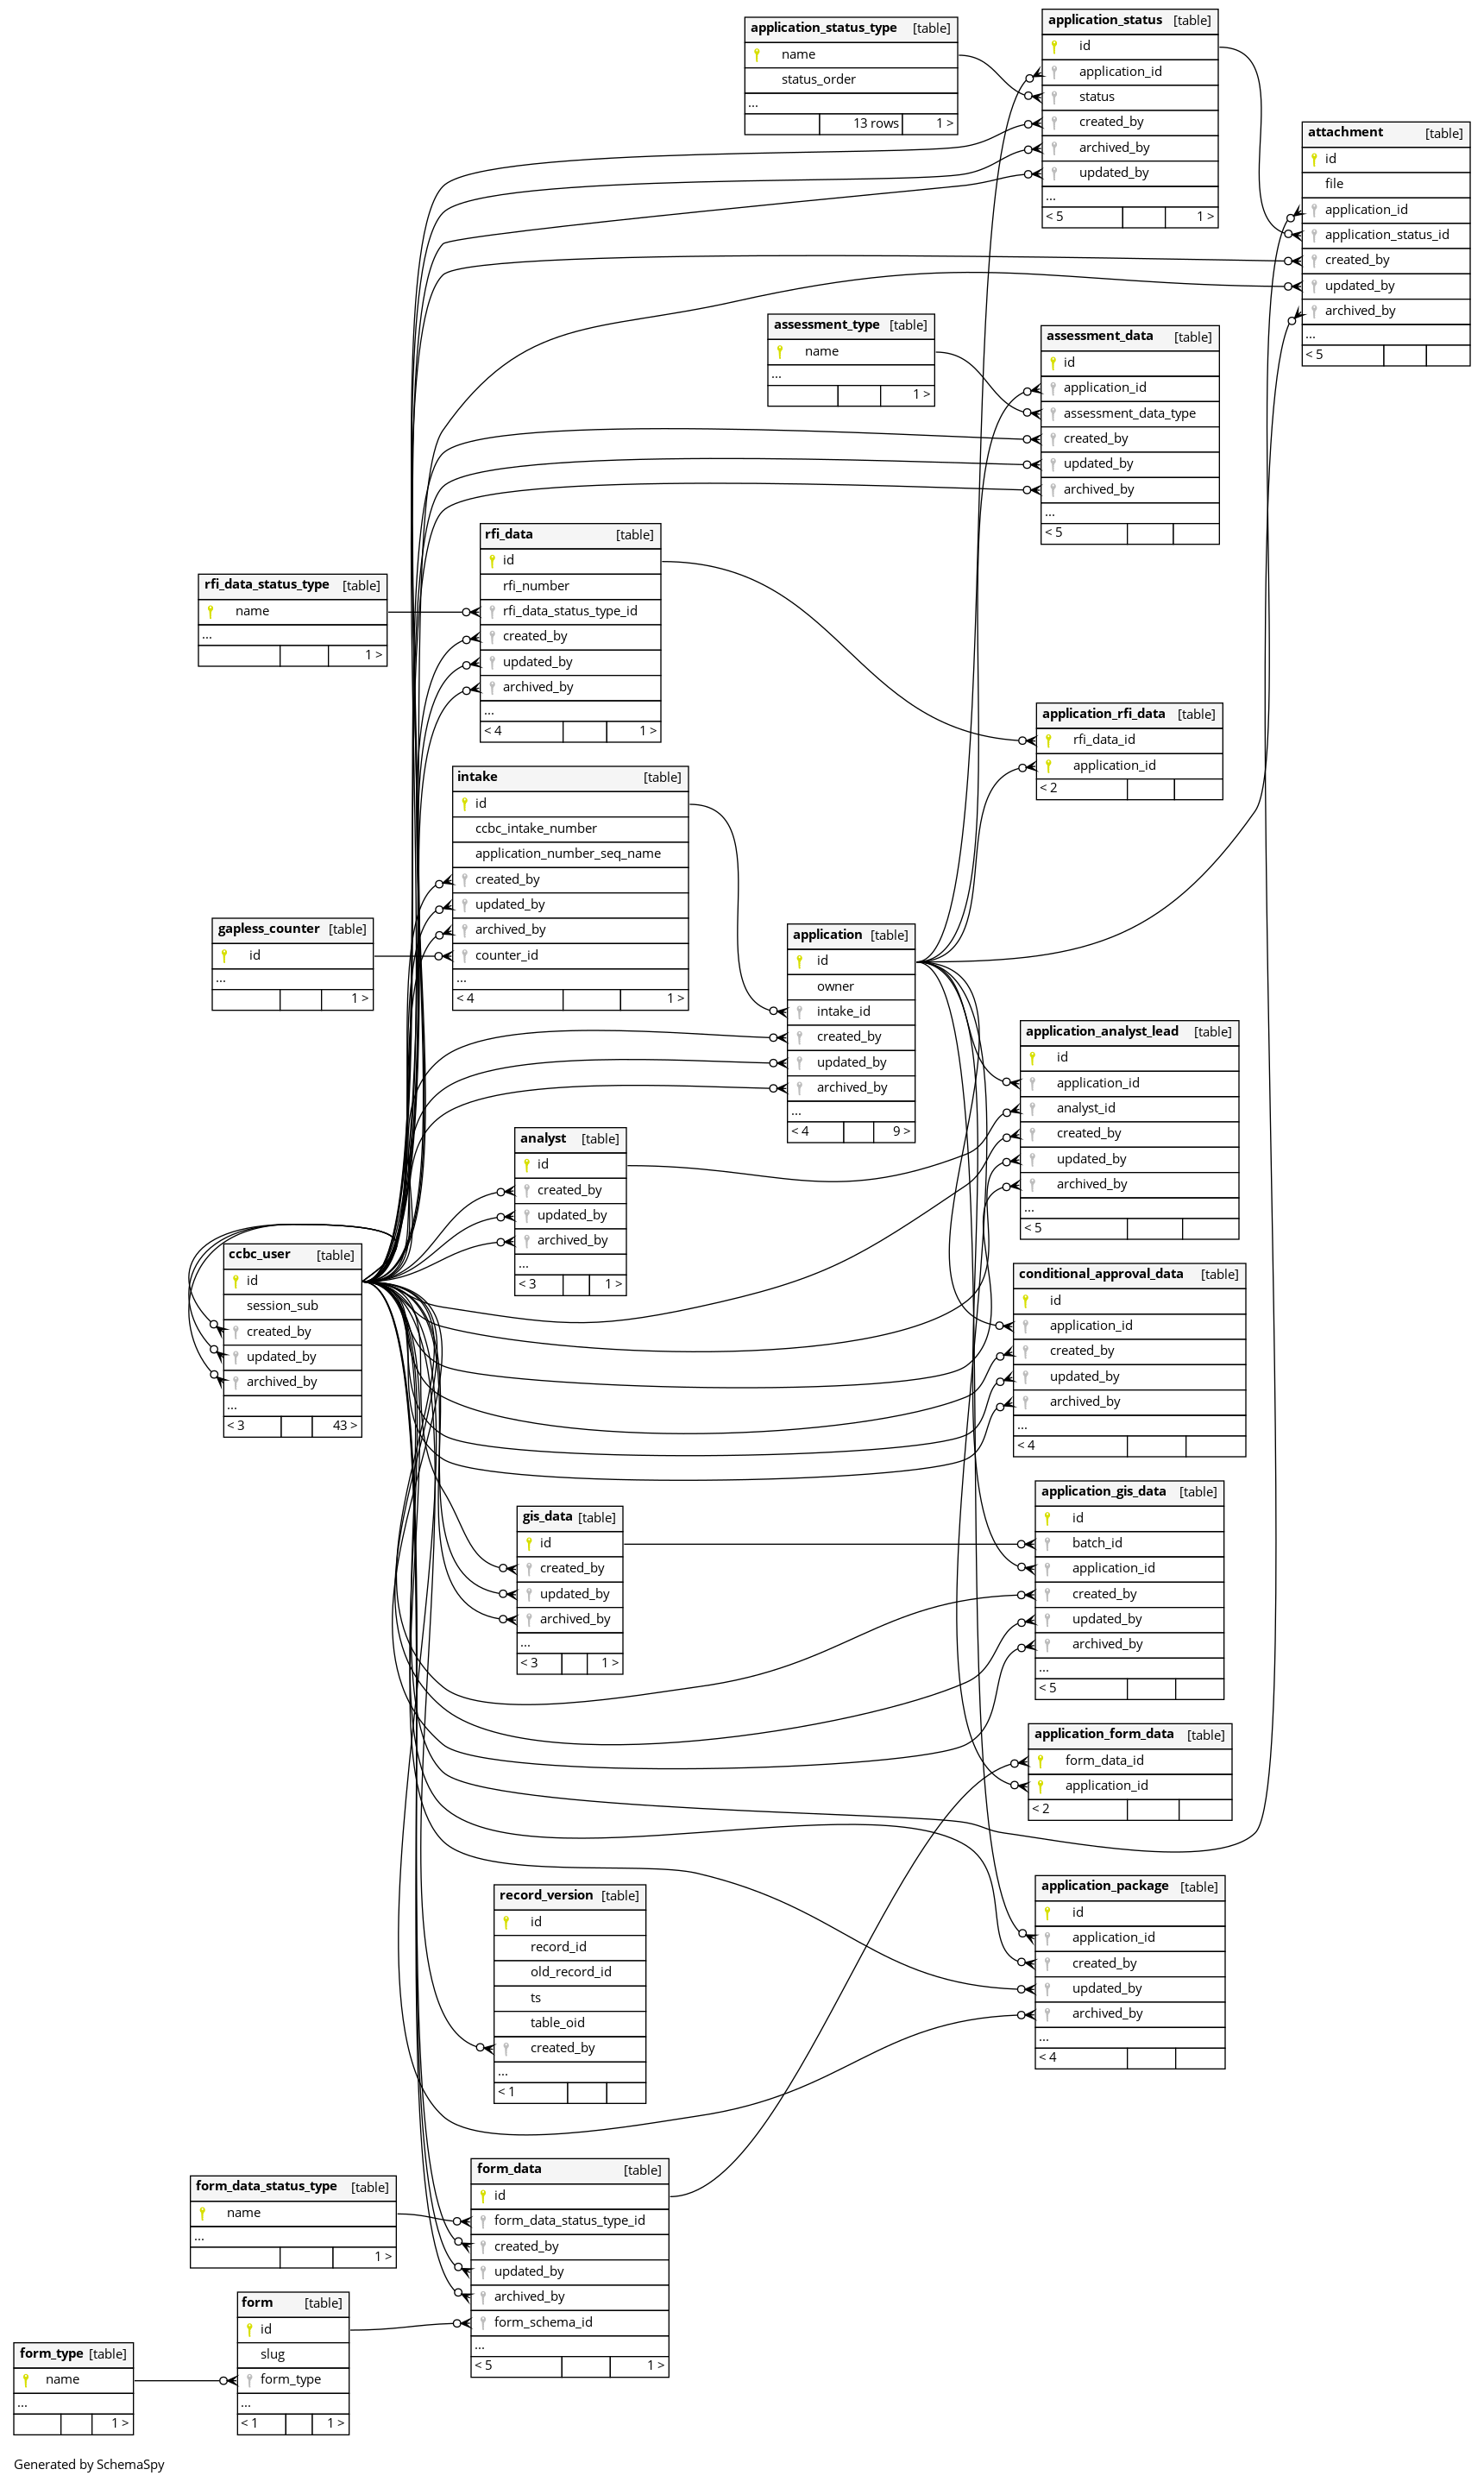 application_status_type [table]
name
status_order
...
13 rows 1 >
application_status [table]
id
application_id
status
created_by
archived_by
updated_by
...
< 5 1 >
attachment [table]
id
file
application_id
application_status_id
created_by
updated_by
archived_by
...
< 5
assessment_type [table]
name
...
1 >
assessment_data [table]
id
application_id
assessment_data_type
created_by
updated_by
archived_by
...
< 5
rfi_data [table]
id
rfi_number
rfi_data_status_type_id
created_by
updated_by
archived_by
...
< 4 1 >
rfi_data_status_type [table]
name
...
1 >
application_rfi_data [table]
rfi_data_id
application_id
< 2
intake [table]
id
ccbc_intake_number
application_number_seq_name
created_by
updated_by
archived_by
counter_id
...
< 4 1 >
gapless_counter [table]
id
...
1 >
application [table]
id
owner
intake_id
created_by
updated_by
archived_by
...
< 4 9 >
application_analyst_lead [table]
id
application_id
analyst_id
created_by
updated_by
archived_by
...
< 5
analyst [table]
id
created_by
updated_by
archived_by
...
< 3 1 >
ccbc_user [table]
id
session_sub
created_by
updated_by
archived_by
...
< 3 43 >
conditional_approval_data [table]
id
application_id
created_by
updated_by
archived_by
...
< 4
application_gis_data [table]
id
batch_id
application_id
created_by
updated_by
archived_by
...
< 5
gis_data [table]
id
created_by
updated_by
archived_by
...
< 3 1 >
application_form_data [table]
form_data_id
application_id
< 2
application_package [table]
id
application_id
created_by
updated_by
archived_by
...
< 4
record_version [table]
id
record_id
old_record_id
ts
table_oid
created_by
...
< 1
form_data [table]
id
form_data_status_type_id
created_by
updated_by
archived_by
form_schema_id
...
< 5 1 >
form_data_status_type [table]
name
...
1 >
form [table]
id
slug
form_type
...
< 1 1 >
form_type [table]
name
...
1 >
Generated by SchemaSpy